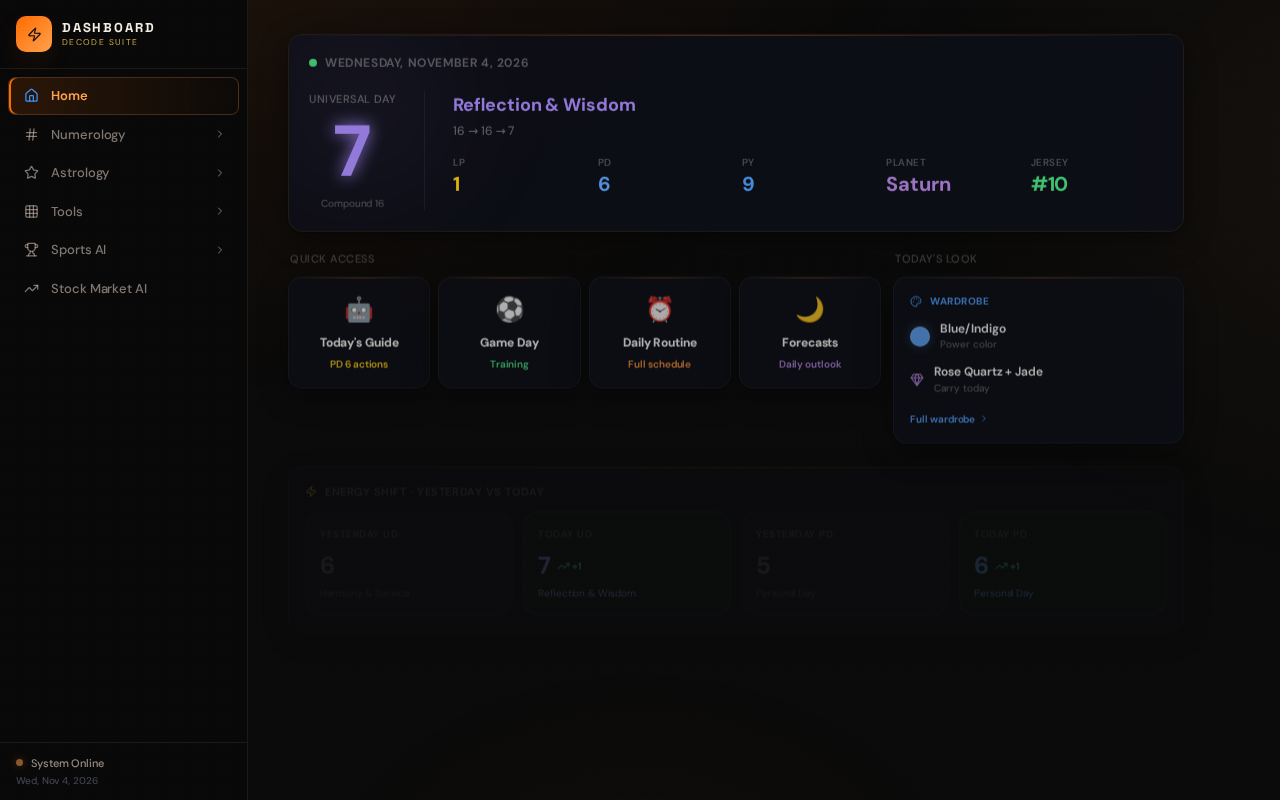 DASHBOARD
DECODE SUITE
Home
Numerology
Astrology
Tools
Sports AI
Stock Market AI
System Online
Wed, Nov 4, 2026
WEDNESDAY, NOVEMBER 4, 2026
UNIVERSAL DAY
7
Compound 16
Reflection & Wisdom
16 → 16 → 7
LP
1
PD
6
PY
9
PLANET
Saturn
JERSEY
#10
QUICK ACCESS
Today's Guide
PD 6 actions
Game Day
Training
Daily Routine
Full schedule
Forecasts
Daily outlook
TODAY'S LOOK
WARDROBE
Blue/Indigo
Power color
Rose Quartz + Jade
Carry today
Full wardrobe
ENERGY SHIFT · YESTERDAY VS TODAY
YESTERDAY UD
6
Harmony & Service
TODAY UD
7 +1
Reflection & Wisdom
YESTERDAY PD
5
Personal Day
TODAY PD
6 +1
Personal Day